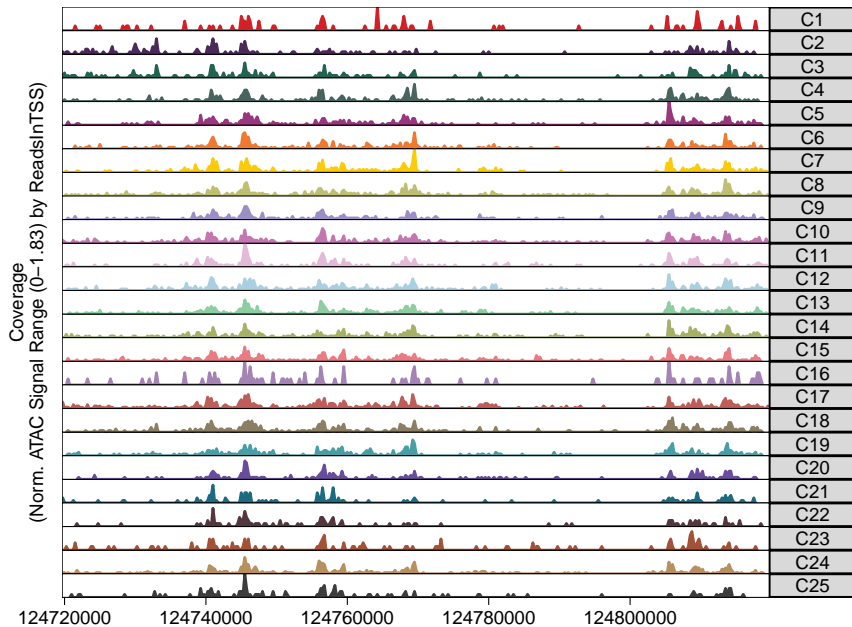 Coverage
(Norm. ATAC Signal Range (0–1.83) by ReadsInTSS)
C1
C2
C3
C4
C5
C6
C7
C8
C9
C10
C11
C12
C13
C14
C15
C16
C17
C18
C19
C20
C21
C22
C23
C24
C25
124720000 124740000 124760000 124780000 124800000